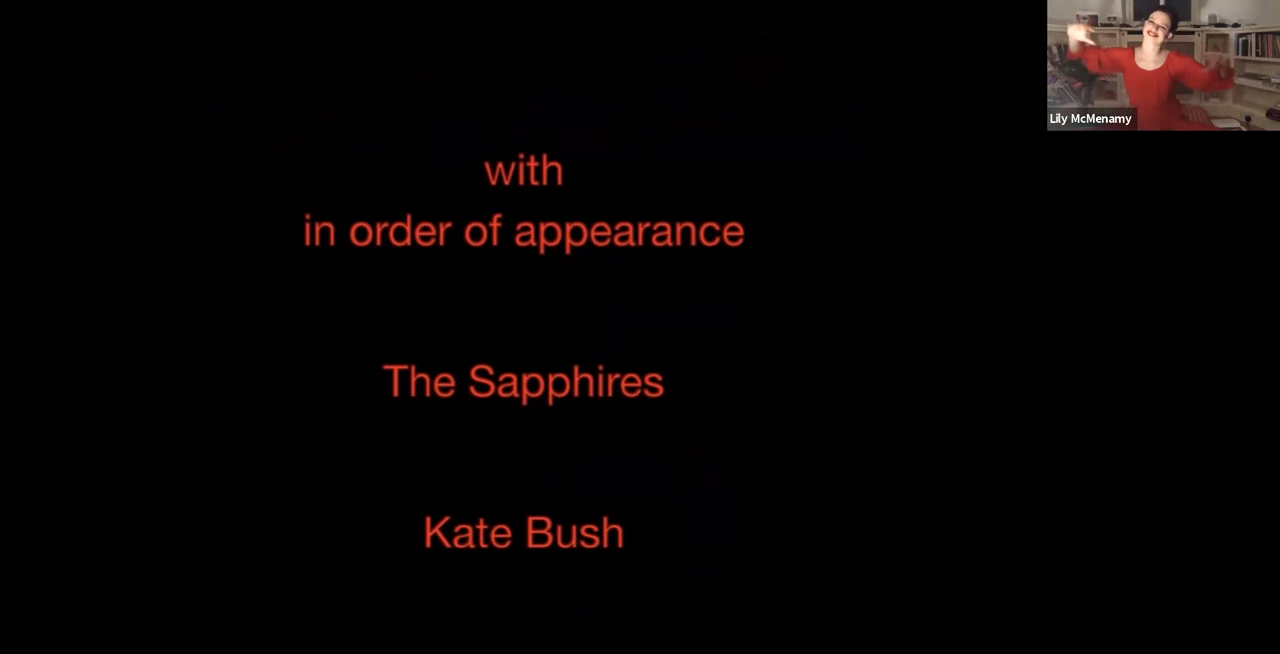 with
in order of appearance
The Sapphires
Kate Bush
Lily McMenamy